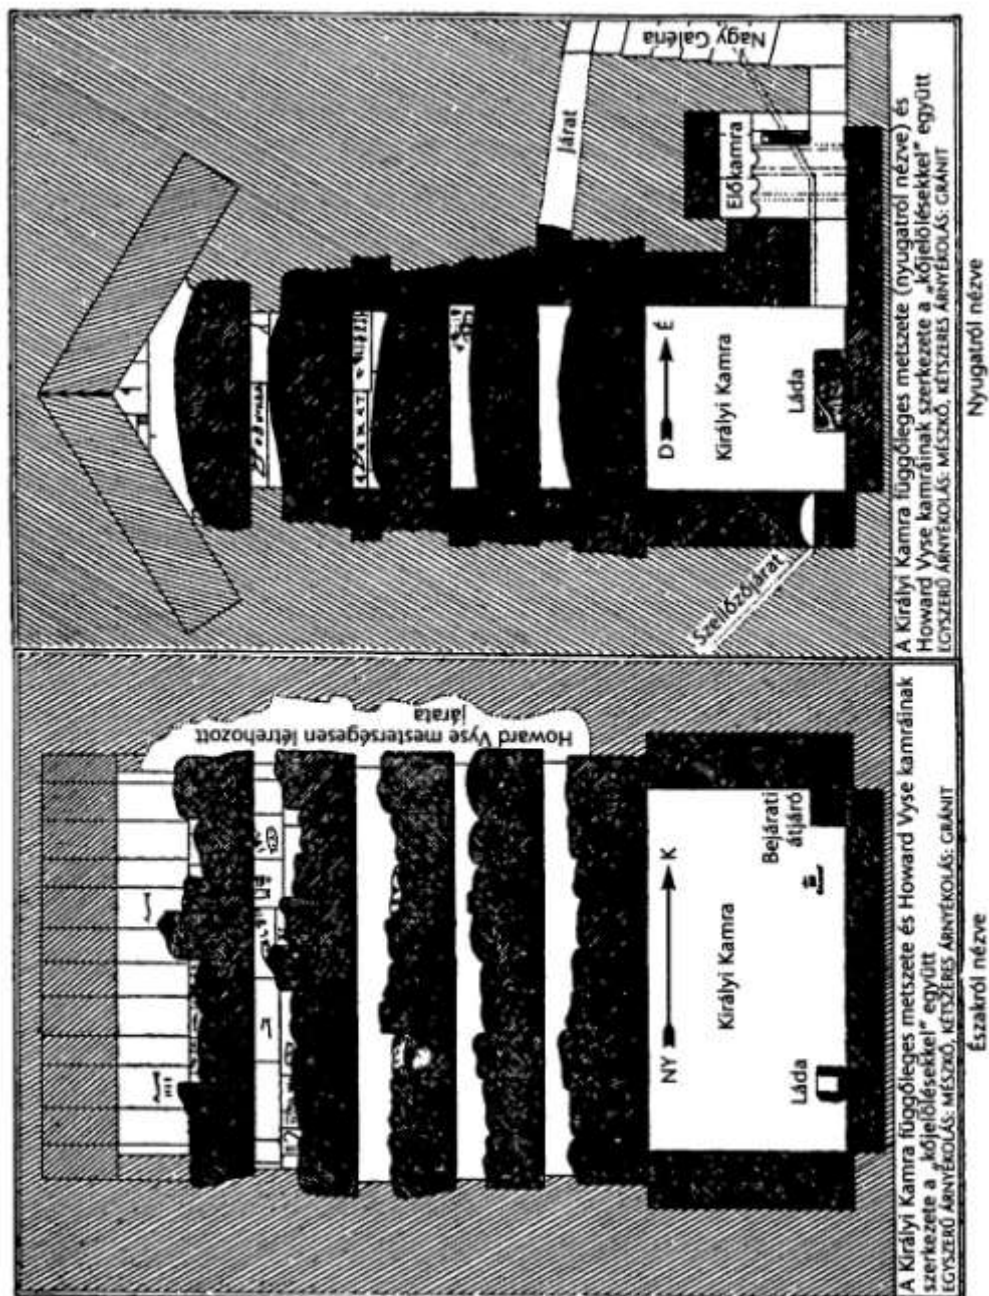 Howard Vyse mesterségesen létrehozott
járata
NY
K
Királyi Kamra
Láda
Bejárati
átjáró
A Királyi Kamra függőleges metszete és Howard Vyse kamráinak
szerkezete a „kőjelölésekkel” együtt
EGYSZERŰ ÁRNYÉKOLÁS: MÉSZKŐ, KÉTSZERES ÁRNYÉKOLÁS: GRÁNIT
Északról nézve
Nagy Galéria
Járat
Előkamra
D
É
Királyi Kamra
Láda
Szellőzőjárat
A Királyi Kamra függőleges metszete (nyugatról nézve) és
Howard Vyse kamráinak szerkezete a „kőjelölésekkel” együtt
EGYSZERŰ ÁRNYÉKOLÁS: MÉSZKŐ, KÉTSZERES ÁRNYÉKOLÁS: GRÁNIT
Nyugatról nézve